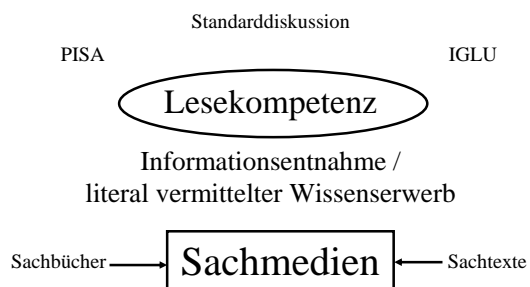 Standarddiskussion
PISA
IGLU
Lesekompetenz
Informationsentnahme /
literal vermittelter Wissenserwerb
Sachbücher
Sachmedien
Sachtexte